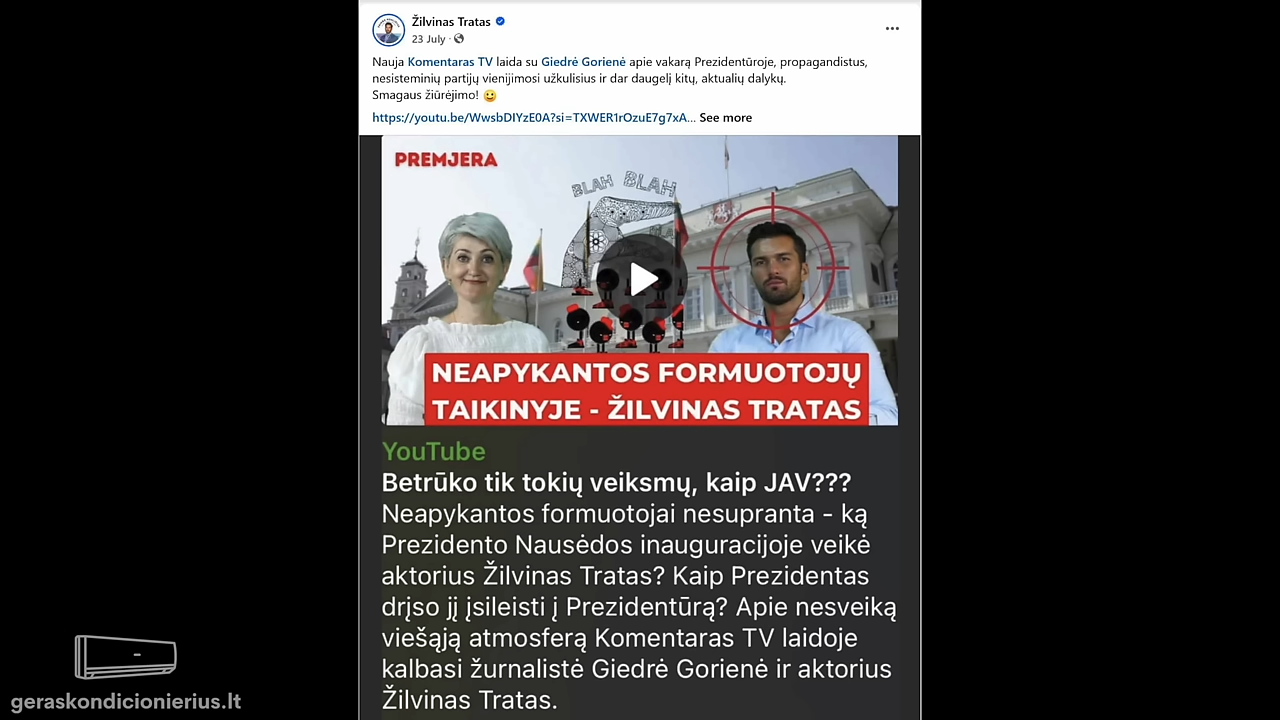 Žilvinas Tratas
23 July ·
Nauja Komentaras TV laida su Giedrė Gorienė apie vakarą Prezidentūroje, propagandistus,
nesisteminių partijų vienijimosi užkulisius ir dar daugelį kitų, aktualių dalykų.
Smagaus žiūrėjimo! 😀
https://youtu.be/WwsbDIYzE0A?si=TXWER1rOzuE7g7xA... See more
PREMJERA
BLAH BLAH
NEAPYKANTOS FORMUOTOJŲ
TAIKINYJE - ŽILVINAS TRATAS
YouTube
Betrūko tik tokių veiksmų, kaip JAV???
Neapykantos formuotojai nesupranta - ką
Prezidento Nausėdos inauguracijoje veikė
aktorius Žilvinas Tratas? Kaip Prezidentas
drįso jį įsileisti į Prezidentūrą? Apie nesveiką
viešąją atmosferą Komentaras TV laidoje
kalbasi žurnalistė Giedrė Gorienė ir aktorius
Žilvinas Tratas.
geraskondicionierius.lt